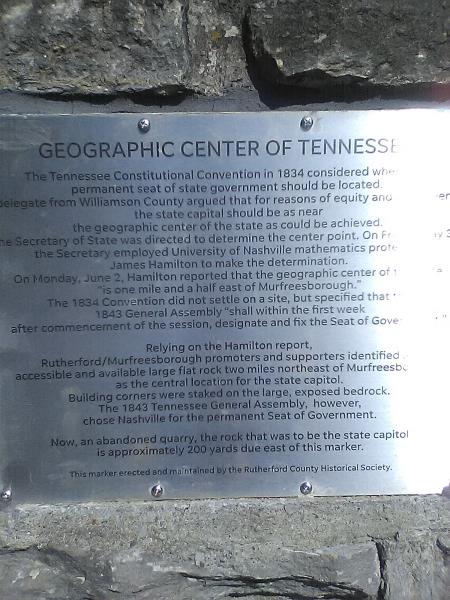 GEOGRAPHIC CENTER OF TENNESSE
The Tennessee Constitutional Convention in 1834 considered whe
permanent seat of state government should be located.
delegate from Williamson County argued that for reasons of equity and
the state capital should be as near
the geographic center of the state as could be achieved.
he Secretary of State was directed to determine the center point. On Fr
the Secretary employed University of Nashville mathematics profe
James Hamilton to make the determination.
On Monday, June 2, Hamilton reported that the geographic center of
"is one mile and a half east of Murfreesborough."
The 1834 Convention did not settle on a site, but specified that
1843 General Assembly "shall within the first week
after commencement of the session, designate and fix the Seat of Gove
Relying on the Hamilton report,
Rutherford/Murfreesborough promoters and supporters identified
accessible and available large flat rock two miles northeast of Murfreesbo
as the central location for the state capitol.
Building corners were staked on the large, exposed bedrock.
The 1843 Tennessee General Assembly, however,
chose Nashville for the permanent Seat of Government.
Now, an abandoned quarry, the rock that was to be the state capitol
is approximately 200 yards due east of this marker.
This marker erected and maintained by the Rutherford County Historical Society.